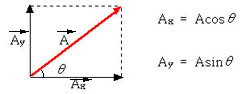 A
Ay
θ
Ax
Ax = Acosθ
Ay = Asinθ